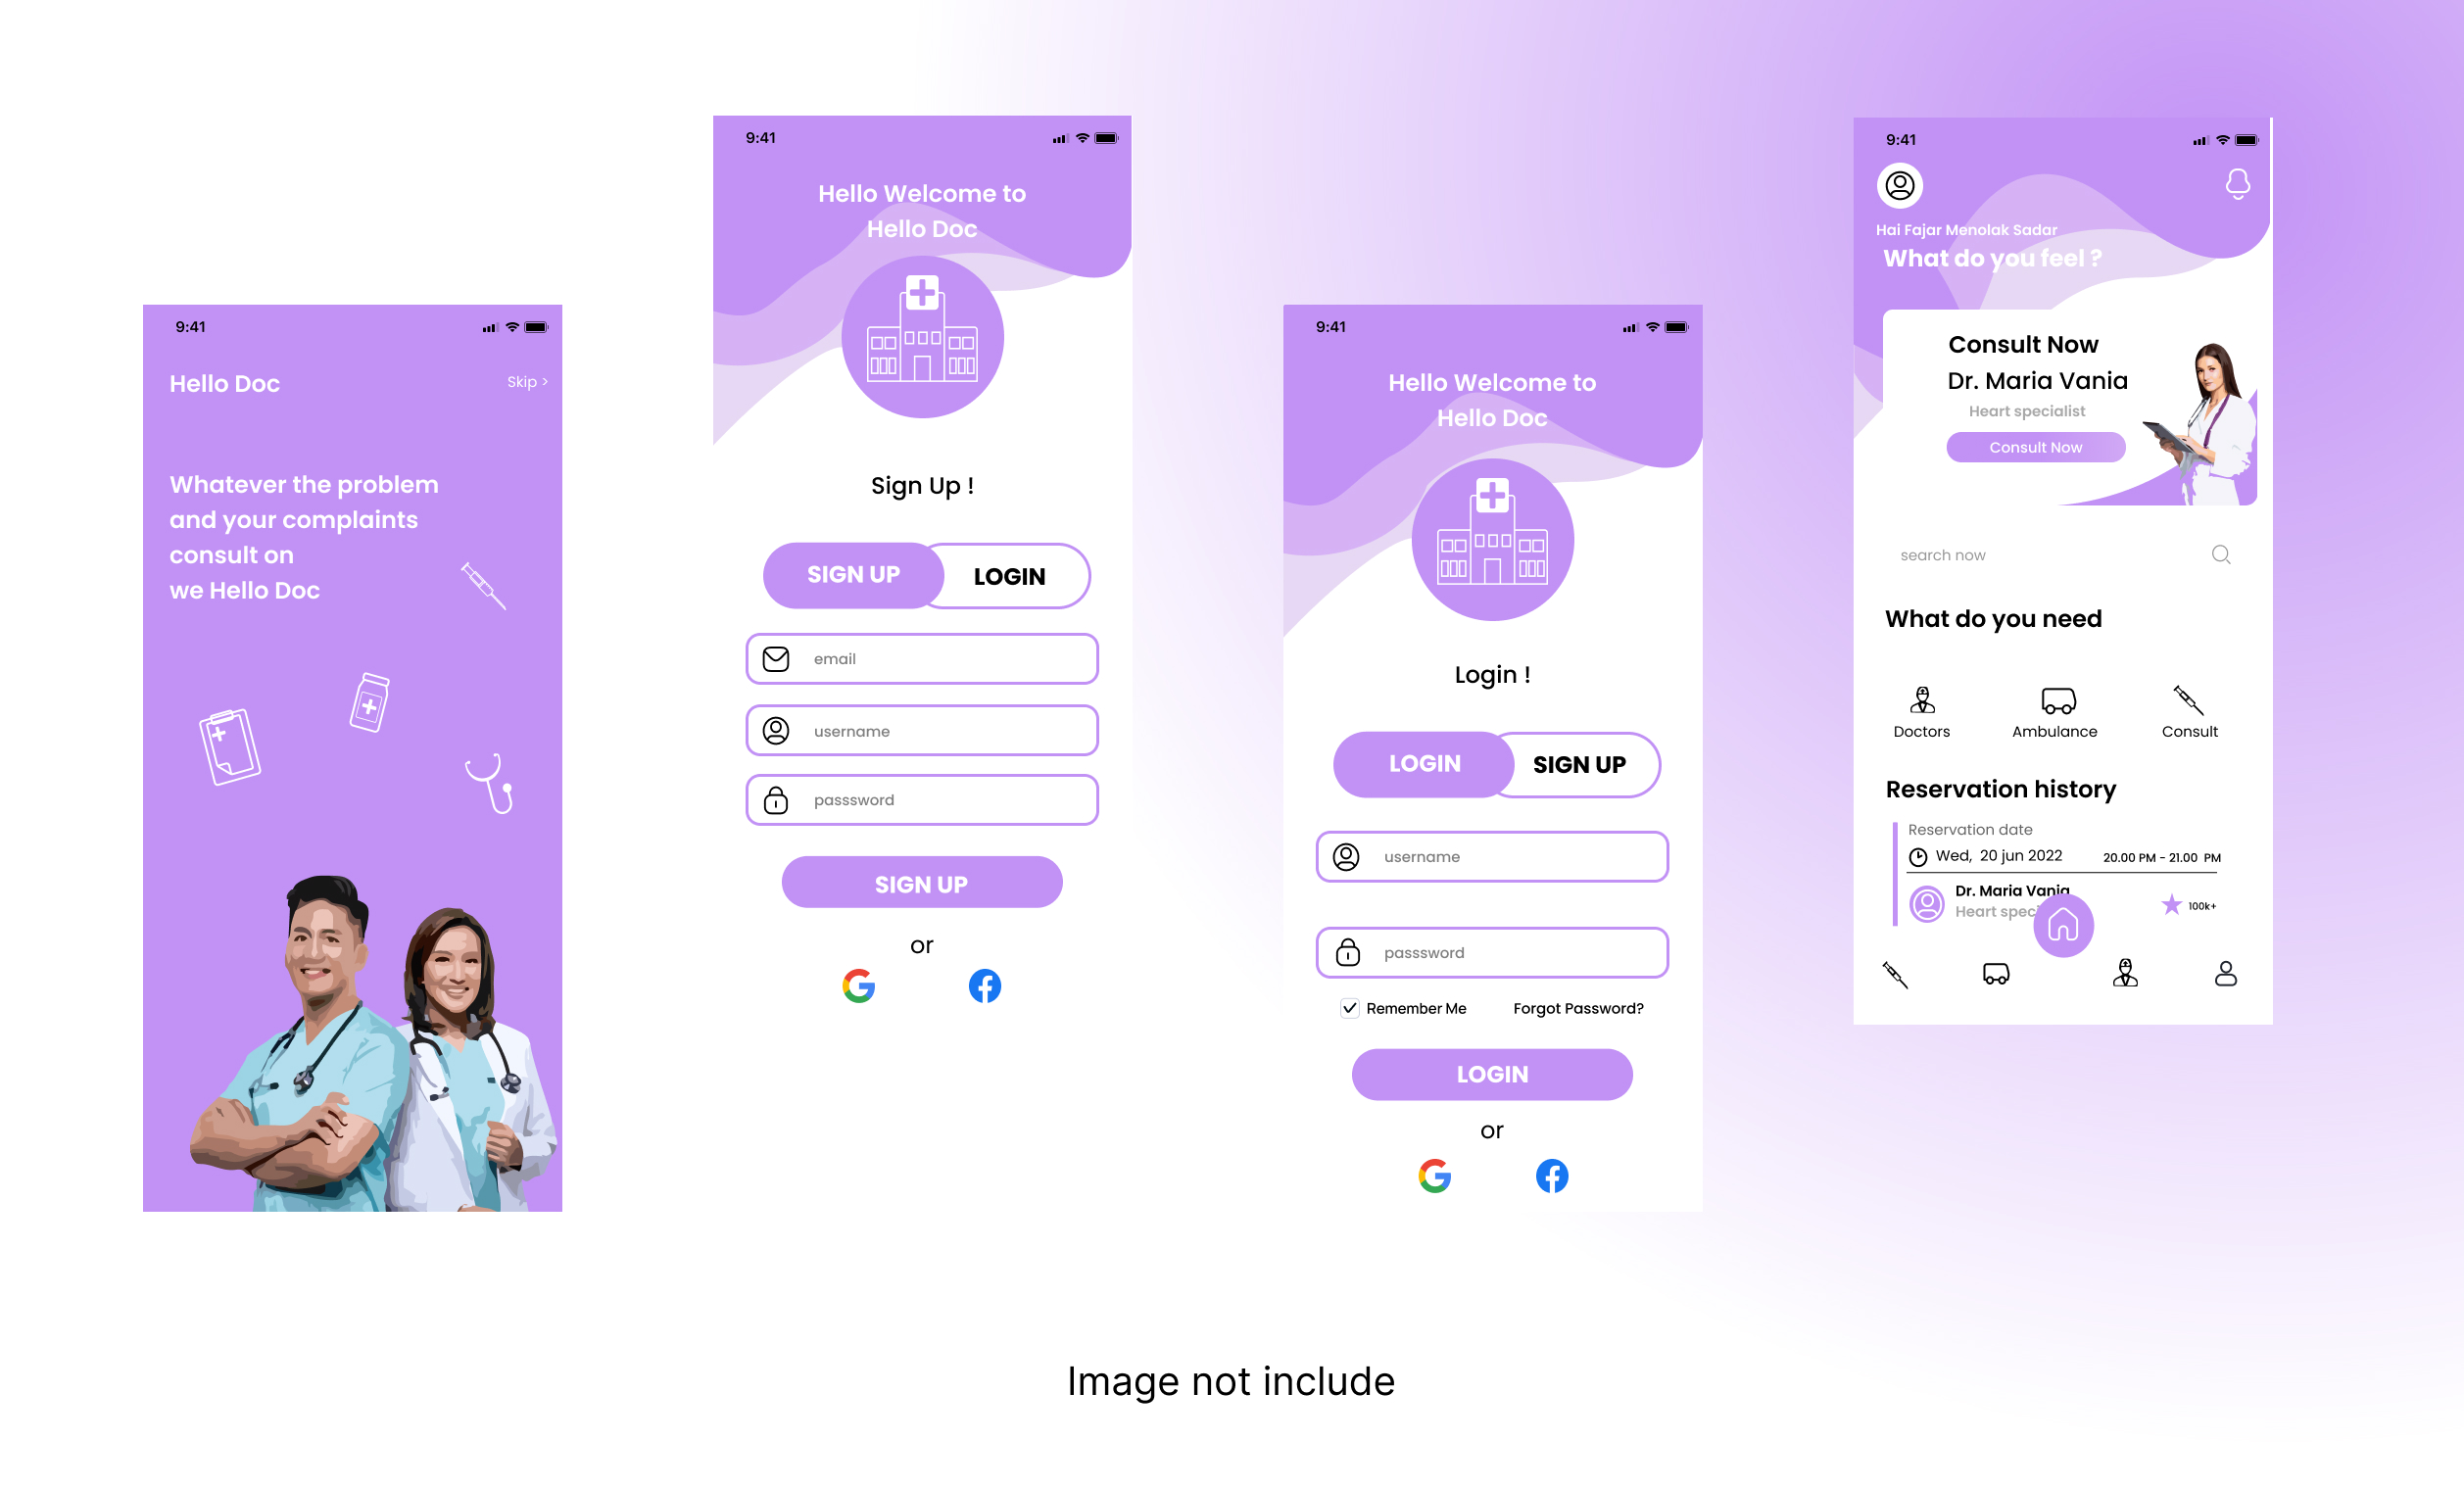 9:41
Hello Doc
Skip >
Whatever the problem
and your complaints
consult on
we Hello Doc
9:41
Hello Welcome to
Hello Doc
Sign Up !
SIGN UP
LOGIN
email
username
passsword
SIGN UP
or
9:41
Hello Welcome to
Hello Doc
Login !
LOGIN
SIGN UP
username
passsword
Remember Me
Forgot Password?
LOGIN
or
9:41
Hai Fajar Menolak Sadar
What do you feel ?
Consult Now
Dr. Maria Vania
Heart specialist
Consult Now
search now
What do you need
Doctors
Ambulance
Consult
Reservation history
Reservation date
Wed, 20 jun 2022
20.00 PM - 21.00 PM
Dr. Maria Vania
Heart speci
100k+
Image not include